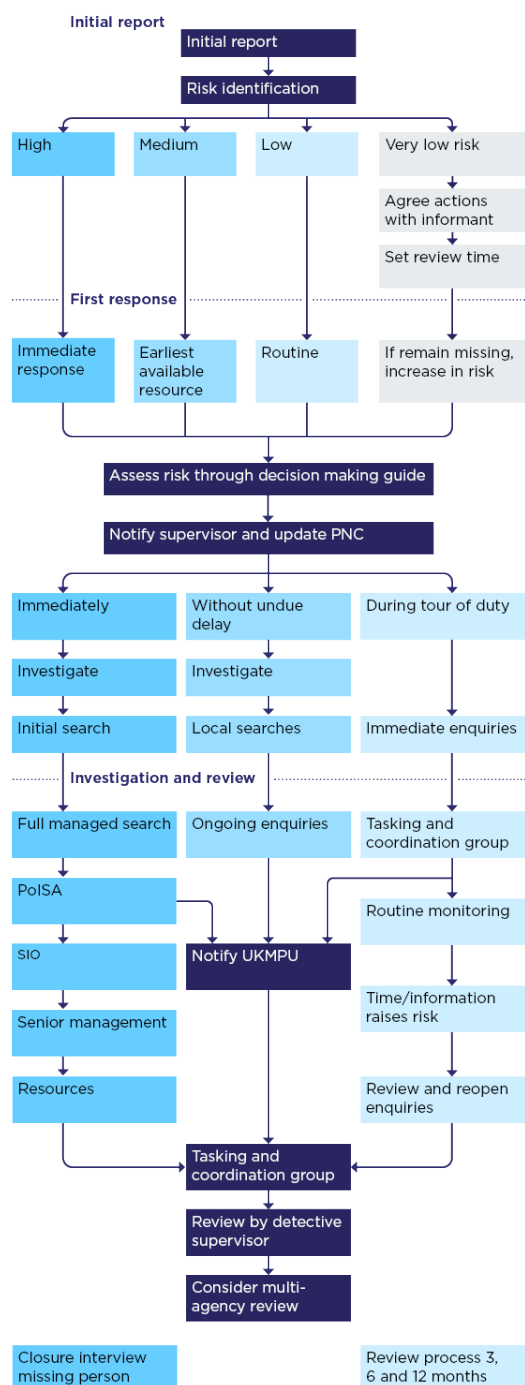 Initial report
Initial report
Risk identification
High
Medium
Low
Very low risk
Agree actions
with informant
Set review time
First response
Immediate
response
Earliest
available
resource
Routine
If remain missing,
increase in risk
Assess risk through decision making guide
Notify supervisor and update PNC
Immediately
Without undue
delay
During tour of duty
Investigate
Investigate
Initial search
Local searches
Immediate enquiries
Investigation and review
Full managed search
Ongoing enquiries
Tasking and
coordination group
PolSA
Routine monitoring
SIO
Notify UKMPU
Time/information
raises risk
Senior management
Resources
Review and reopen
enquiries
Tasking and
coordination group
Review by detective
supervisor
Consider multi-
agency review
Closure interview
missing person
Review process 3,
6 and 12 months